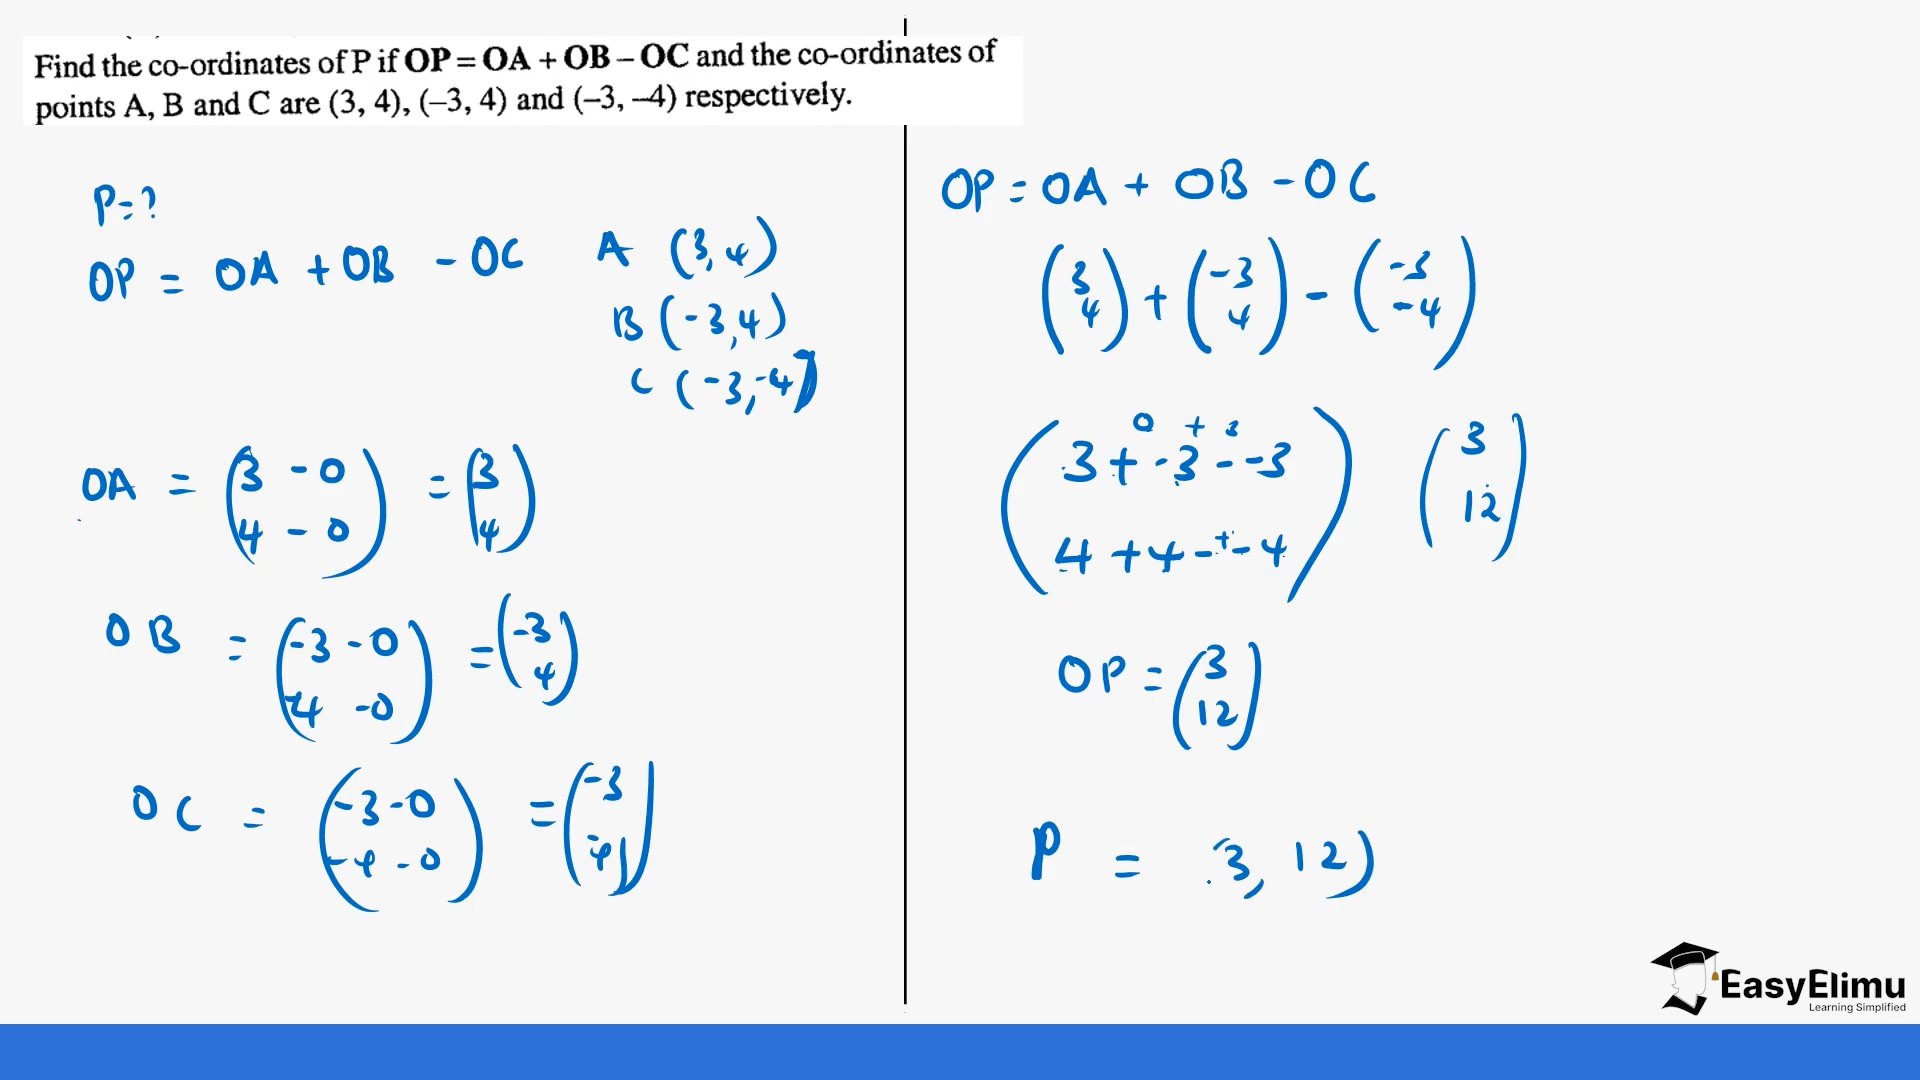 Find the co-ordinates of P if OP = OA + OB – OC and the co-ordinates of
points A, B and C are (3, 4), (–3, 4) and (–3, –4) respectively.
P=?
OP = OA + OB - OC
A (3, 4)
B (-3, 4)
C (-3, -4)
OA = (3 - 0 = (3
4 - 0) 4)
OB = (-3 - 0 = (-3
4 - 0) 4)
OC = (-3 - 0 = (-3
-4 - 0) -4)
OP = OA + OB - OC
(3 + (-3 - (-3
4) 4) -4)
0 + 3
(3 + -3 - -3 (3
4 + 4 - + - 4) 12)
OP = (3
12)
P = 3, 12)
EasyElimu
Learning Simplified